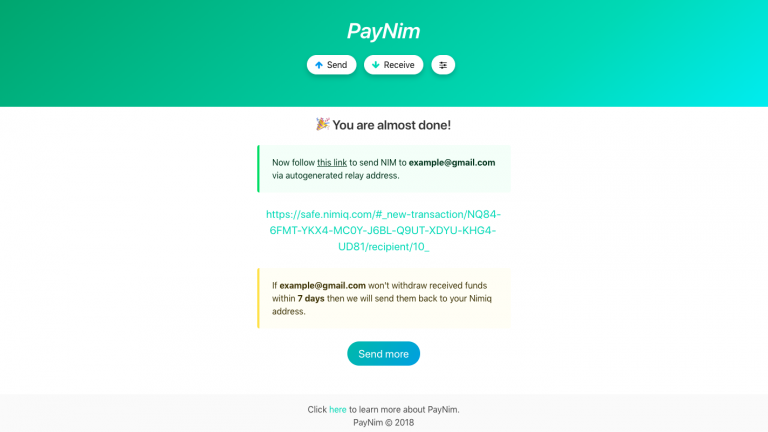 PayNim
Send
Receive
🎉 You are almost done!
Now follow this link to send NIM to example@gmail.com
via autogenerated relay address.
https://safe.nimiq.com/#_new-transaction/NQ84-
6FMT-YKX4-MC0Y-J6BL-Q9UT-XDYU-KHG4-
UD81/recipient/10_
If example@gmail.com won't withdraw received funds
within 7 days then we will send them back to your Nimiq
address.
Send more
Click here to learn more about PayNim.
PayNim © 2018